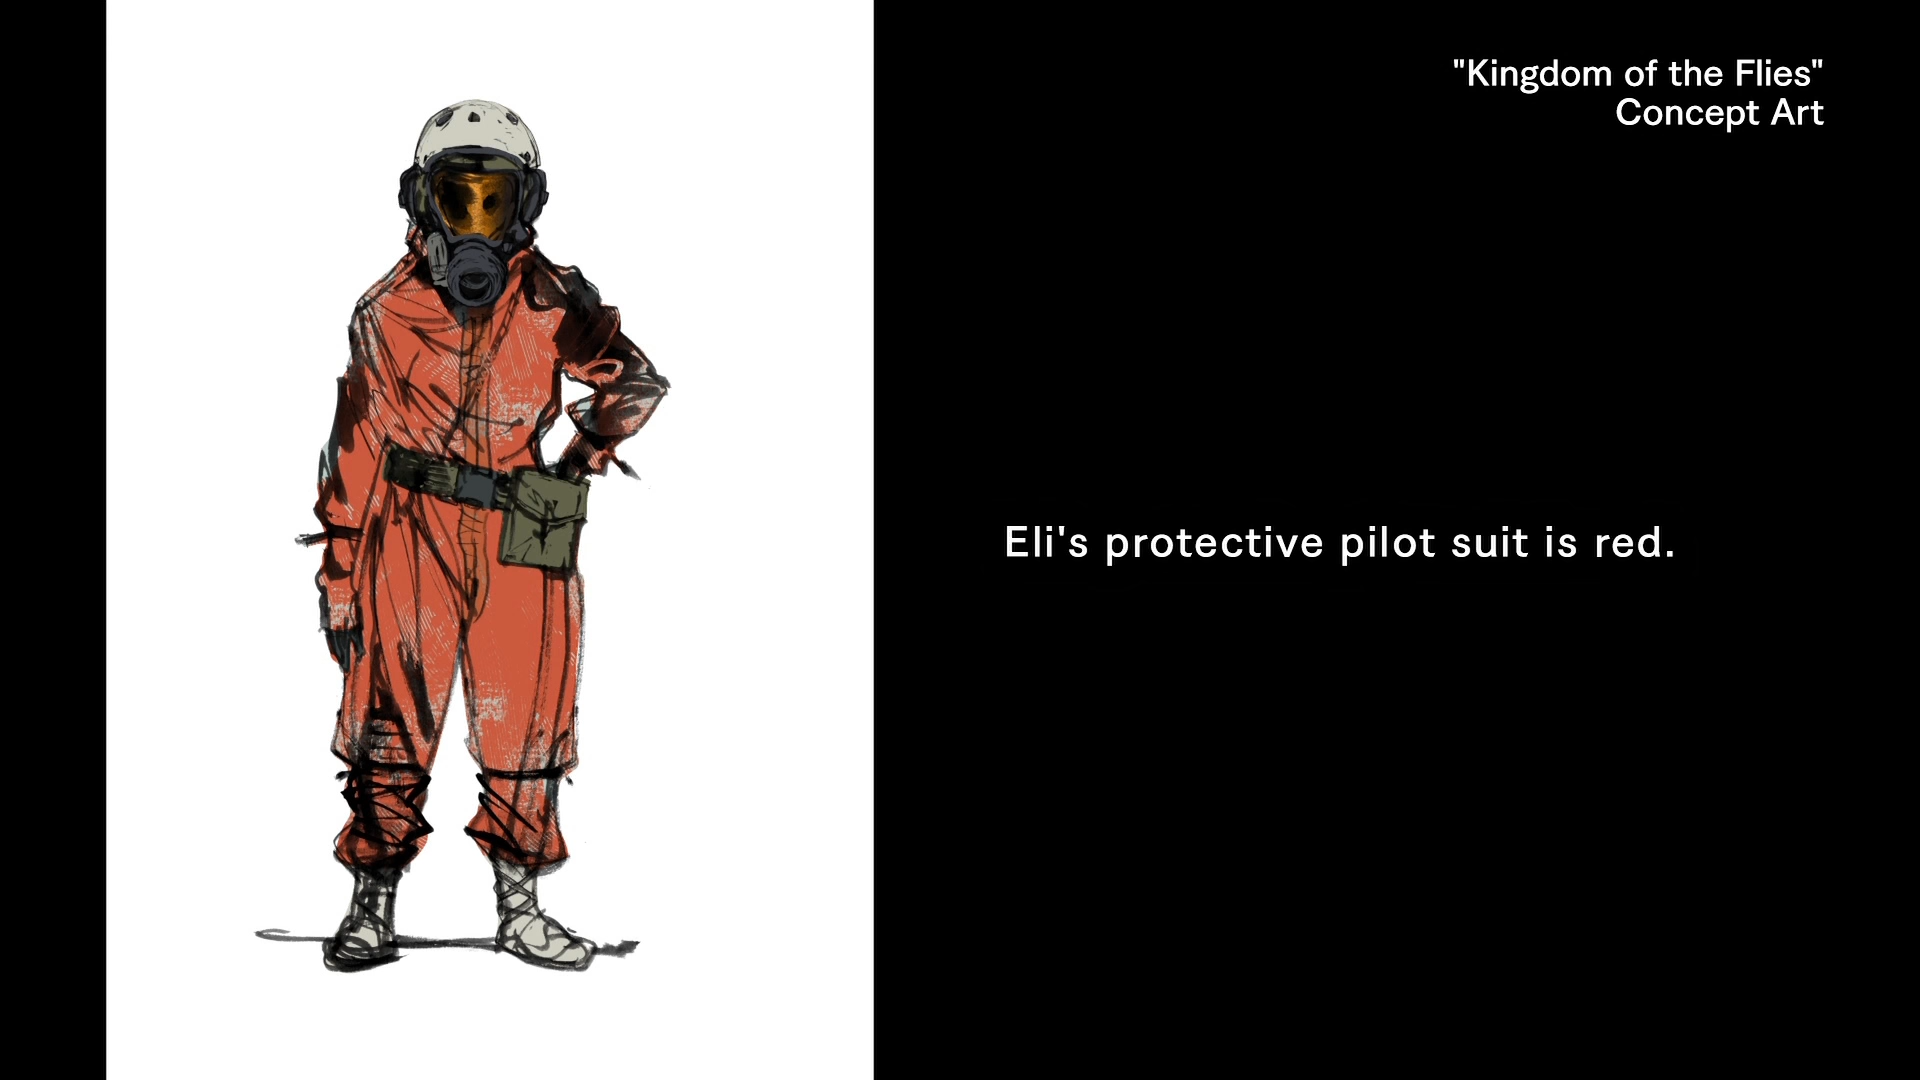 "Kingdom of the Flies"
Concept Art
Eli's protective pilot suit is red.